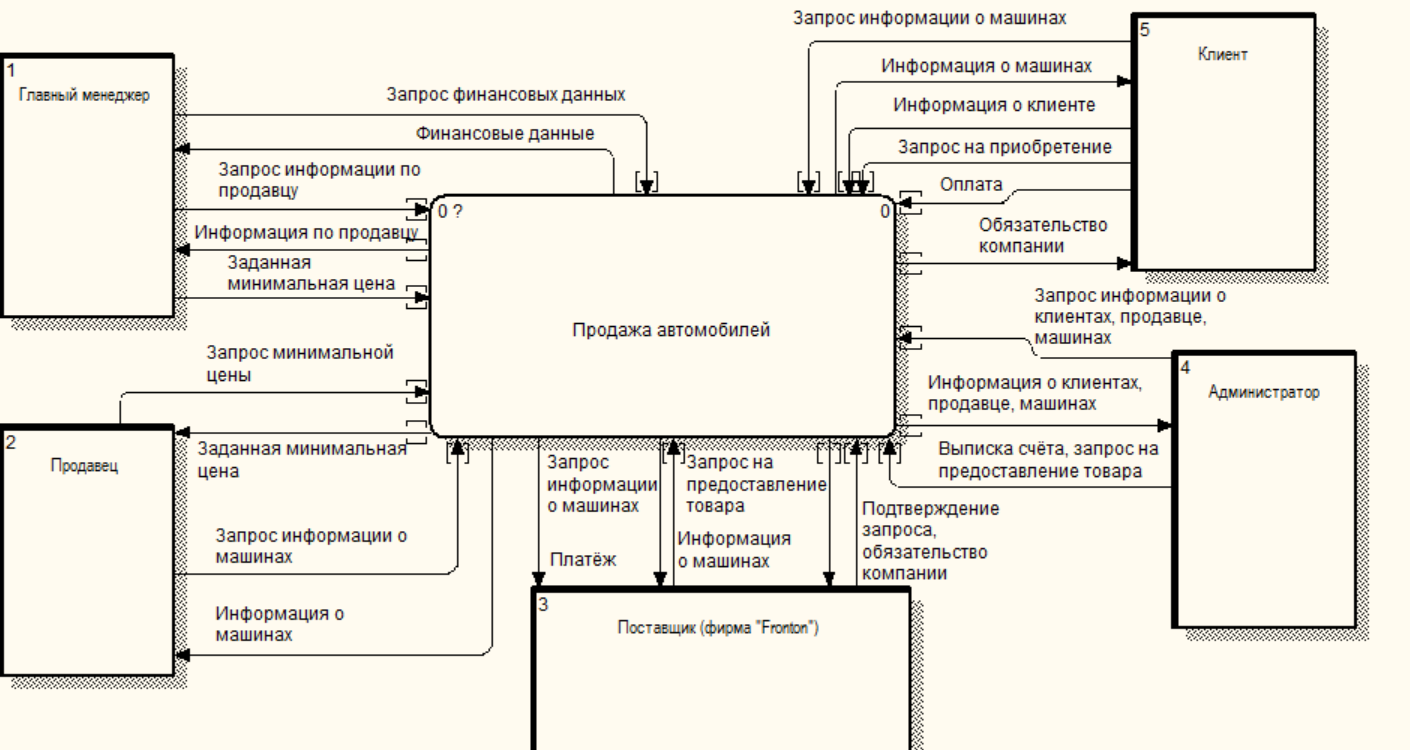 1
Главный менеджер
Запрос финансовых данных
Финансовые данные
Запрос информации по
продавцу
Информация по продавцу
Заданная
минимальная цена
Запрос информации о машинах
Информация о машинах
Информация о клиенте
Запрос на приобретение
Оплата
Обязательство
компании
5
Клиент
0 ?
0
Продажа автомобилей
Запрос информации о
клиентах, продавце,
машинах
Информация о клиентах,
продавце, машинах
Выписка счёта, запрос на
предоставление товара
4
Администратор
Запрос минимальной
цены
2
Продавец
Заданная минимальная
цена
Запрос информации о
машинах
Информация о
машинах
Запрос
информации
о машинах
Платёж
Запрос на
предоставление
товара
Информация
о машинах
Подтверждение
запроса,
обязательство
компании
3
Поставщик (фирма "Fronton")